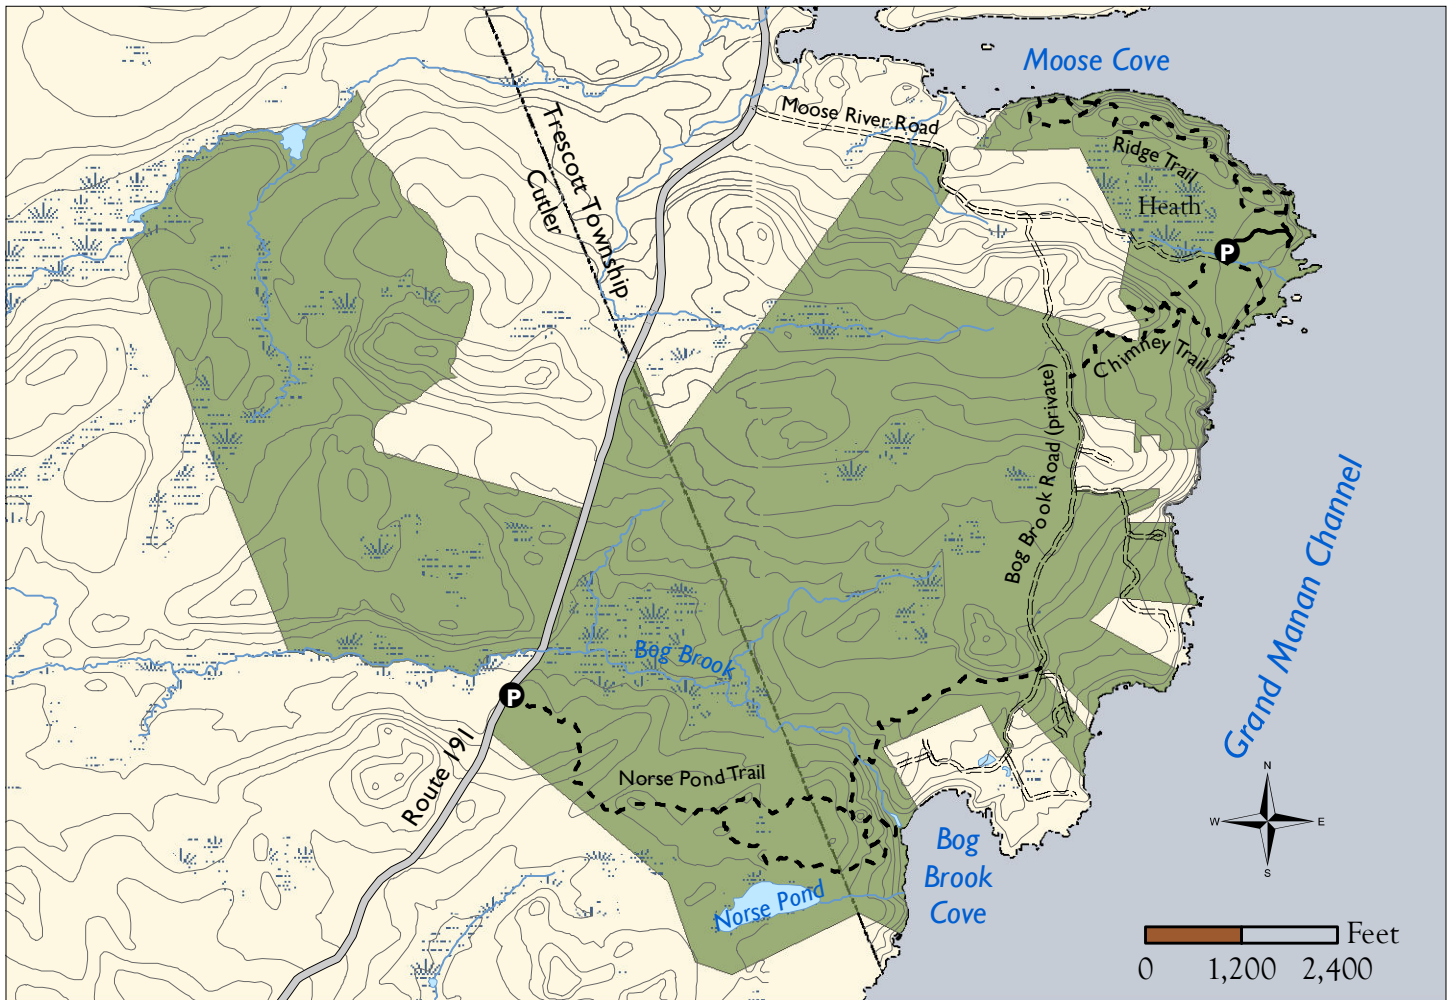 Moose Cove
Moose River Road
Trescott Township
Cutler
Ridge Trail
Heath
P
Chimney Trail
Bog Brook Road (private)
Grand Manan Channel
Bog Brook
P
Route 191
Norse Pond Trail
Norse Pond
Bog
Brook
Cove
N
W
E
S
Feet
0 1,200 2,400